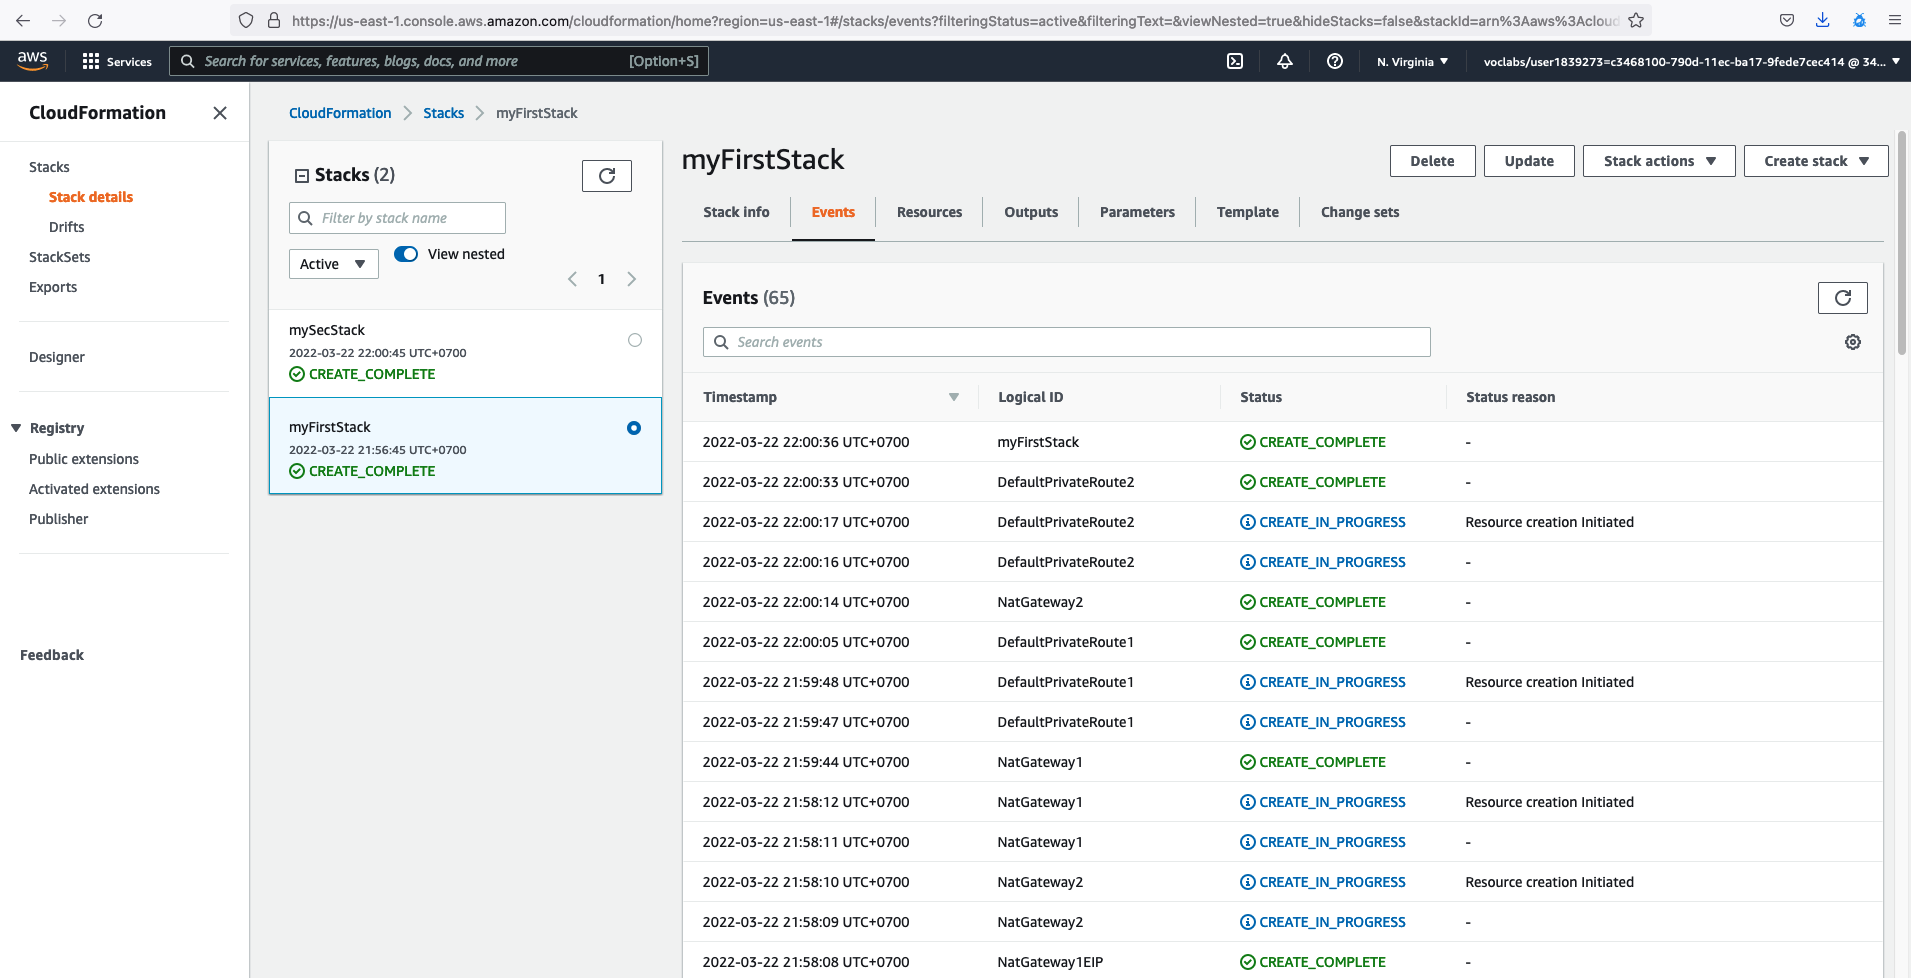 https://us-east-1.console.aws.amazon.com/cloudformation/home?region=us-east-1#/stacks/events?filteringStatus=active&filteringText=&viewNested=true&hideStacks=false&stackId=arn%3Aaws%3Acloud
aws
Services
Search for services, features, blogs, docs, and more
[Option+S]
N. Virginia
voclabs/user1839273=c3468100-790d-11ec-ba17-9fede7cec414 @ 34...
CloudFormation
Stacks
Stack details
Drifts
StackSets
Exports
Designer
Registry
Public extensions
Activated extensions
Publisher
Feedback
CloudFormation
Stacks
myFirstStack
Stacks (2)
Filter by stack name
Active
View nested
1
mySecStack
2022-03-22 22:00:45 UTC+0700
CREATE_COMPLETE
myFirstStack
2022-03-22 21:56:45 UTC+0700
CREATE_COMPLETE
myFirstStack
Delete
Update
Stack actions
Create stack
Stack info
Events
Resources
Outputs
Parameters
Template
Change sets
Events (65)
Search events
Timestamp Logical ID Status Status reason
2022-03-22 22:00:36 UTC+0700 myFirstStack CREATE_COMPLETE -
2022-03-22 22:00:33 UTC+0700 DefaultPrivateRoute2 CREATE_COMPLETE -
2022-03-22 22:00:17 UTC+0700 DefaultPrivateRoute2 CREATE_IN_PROGRESS Resource creation Initiated
2022-03-22 22:00:16 UTC+0700 DefaultPrivateRoute2 CREATE_IN_PROGRESS -
2022-03-22 22:00:14 UTC+0700 NatGateway2 CREATE_COMPLETE -
2022-03-22 22:00:05 UTC+0700 DefaultPrivateRoute1 CREATE_COMPLETE -
2022-03-22 21:59:48 UTC+0700 DefaultPrivateRoute1 CREATE_IN_PROGRESS Resource creation Initiated
2022-03-22 21:59:47 UTC+0700 DefaultPrivateRoute1 CREATE_IN_PROGRESS -
2022-03-22 21:59:44 UTC+0700 NatGateway1 CREATE_COMPLETE -
2022-03-22 21:58:12 UTC+0700 NatGateway1 CREATE_IN_PROGRESS Resource creation Initiated
2022-03-22 21:58:11 UTC+0700 NatGateway1 CREATE_IN_PROGRESS -
2022-03-22 21:58:10 UTC+0700 NatGateway2 CREATE_IN_PROGRESS Resource creation Initiated
2022-03-22 21:58:09 UTC+0700 NatGateway2 CREATE_IN_PROGRESS -
2022-03-22 21:58:08 UTC+0700 NatGateway1EIP CREATE_COMPLETE -